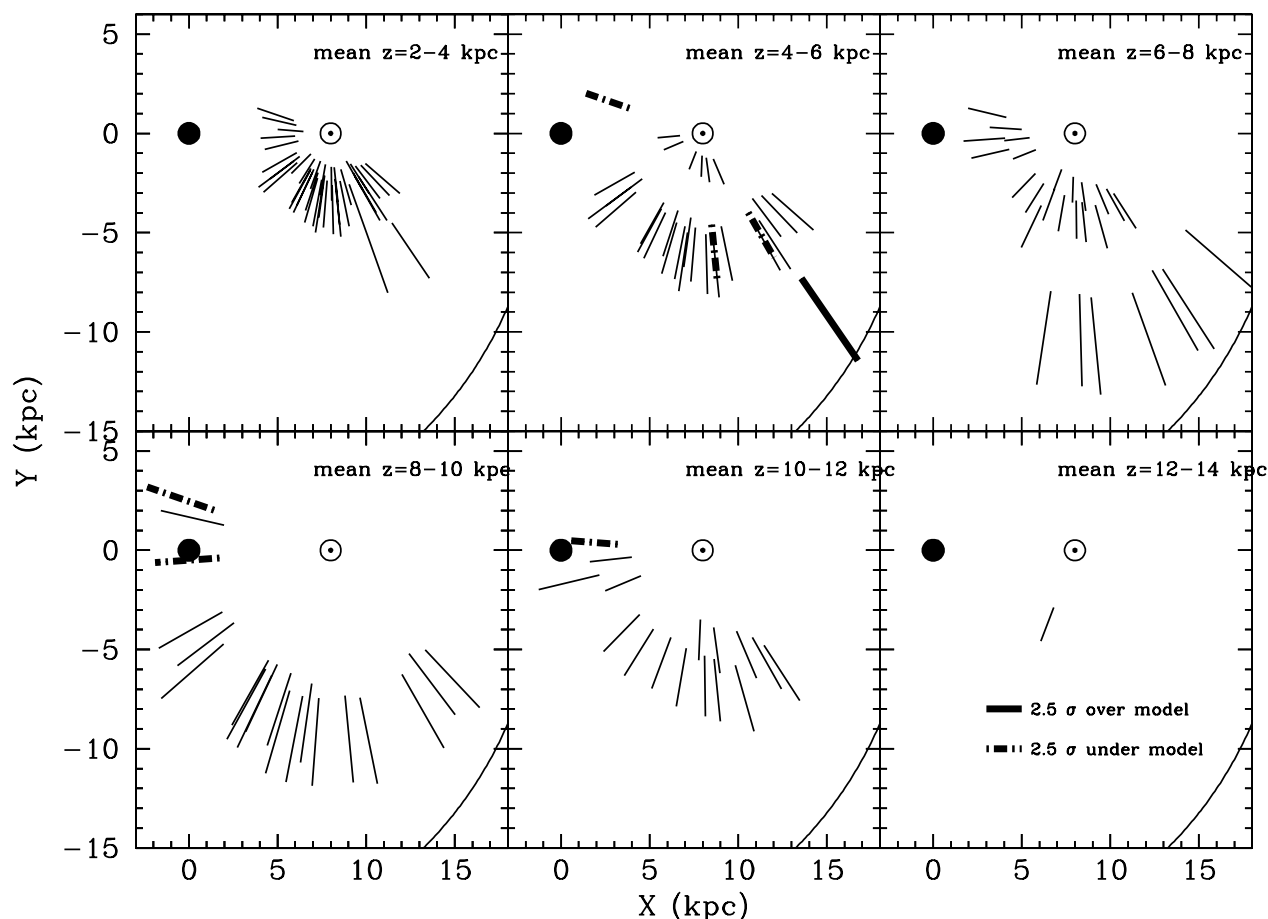 5
mean z=2-4 kpc
mean z=4-6 kpc
mean z=6-8 kpc
0
-5
-10
-15
5
mean z=8-10 kpc
mean z=10-12 kpc
mean z=12-14 kpc
0
-5
2.5 σ over model
2.5 σ under model
-10
-15
0 5 10 15 0 5 10 15 0 5 10 15
X (kpc)
Y (kpc)